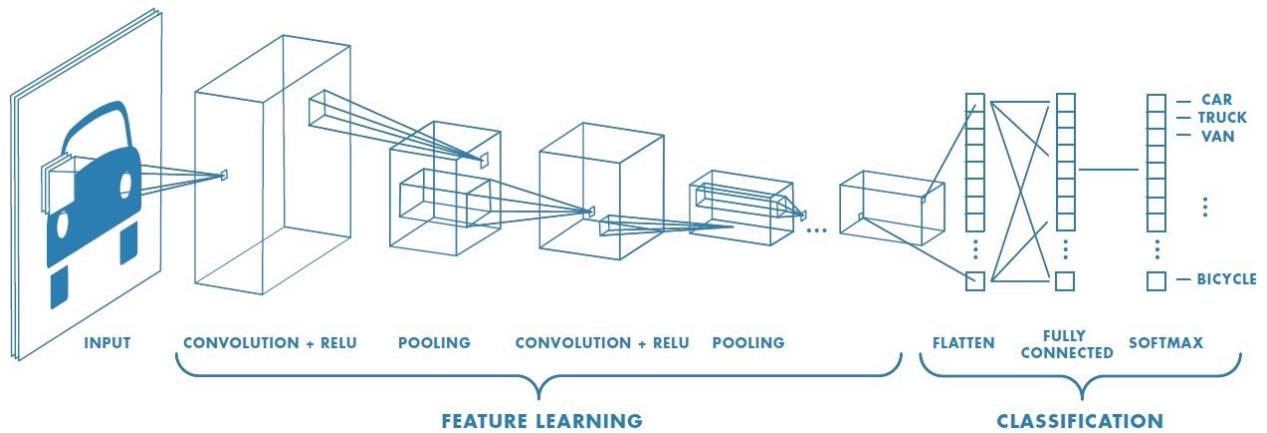 CAR
TRUCK
VAN
BICYCLE
INPUT
CONVOLUTION + RELU
POOLING
CONVOLUTION + RELU
POOLING
FLATTEN
FULLY
CONNECTED
SOFTMAX
FEATURE LEARNING
CLASSIFICATION